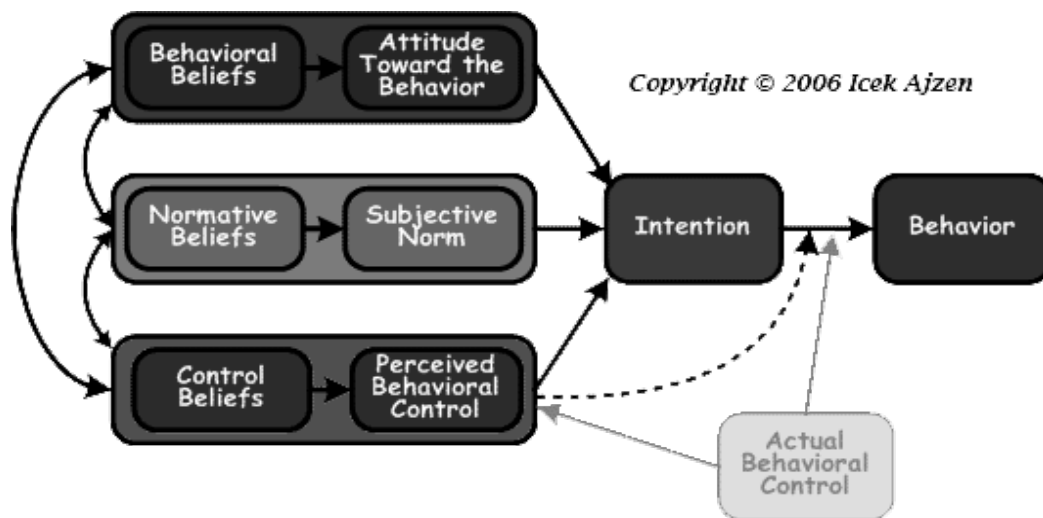 Behavioral
Beliefs
Attitude
Toward the
Behavior
Copyright © 2006 Icek Ajzen
Normative
Beliefs
Subjective
Norm
Intention
Behavior
Control
Beliefs
Perceived
Behavioral
Control
Actual
Behavioral
Control